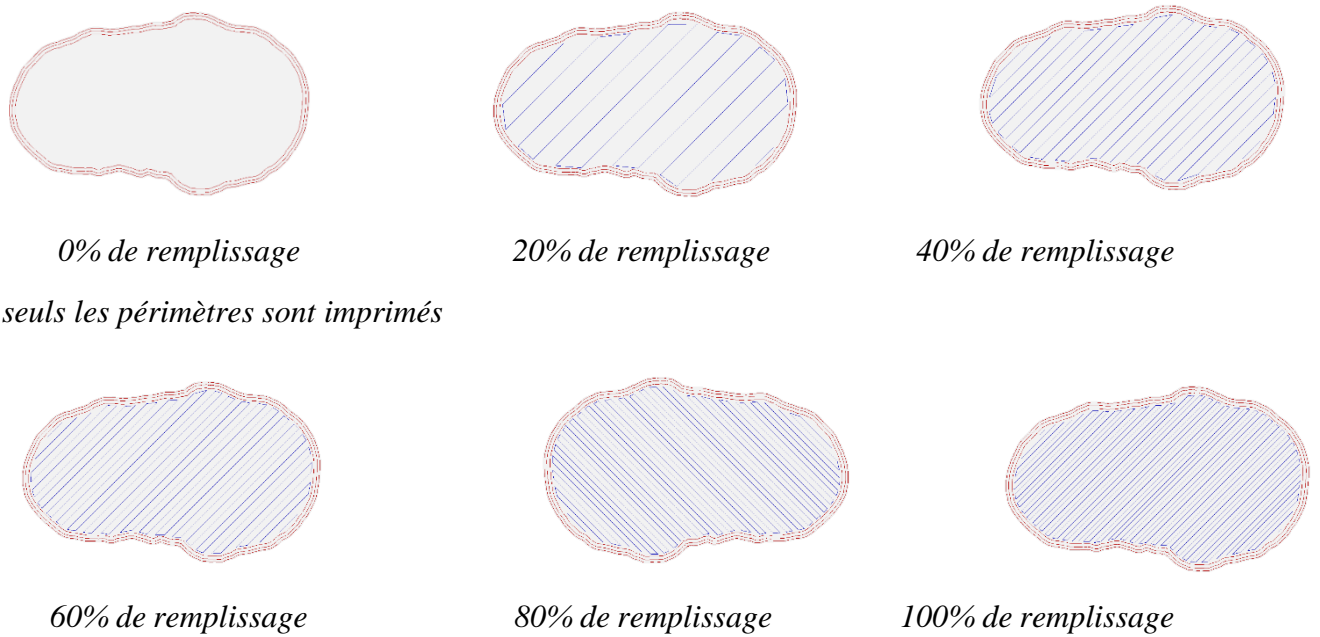 0% de remplissage
20% de remplissage
40% de remplissage
seuls les périmètres sont imprimés
60% de remplissage
80% de remplissage
100% de remplissage